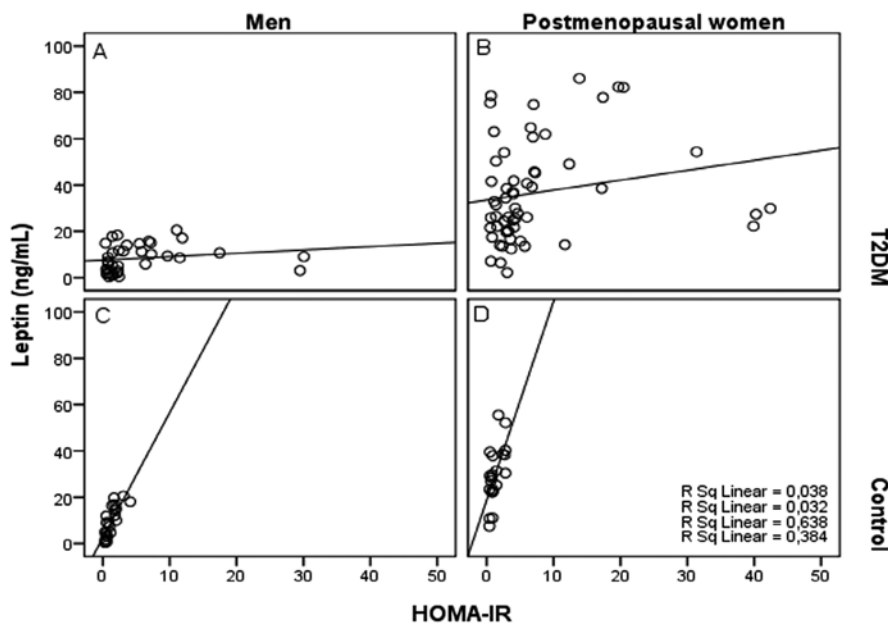 Men
Postmenopausal women
A
B
100
80
60
40
20
0
T2DM
Leptin (ng/mL)
C
D
100
80
60
40
20
0
Control
R Sq Linear = 0,038
R Sq Linear = 0,032
R Sq Linear = 0,638
R Sq Linear = 0,384
0 10 20 30 40 50
0 10 20 30 40 50
HOMA-IR